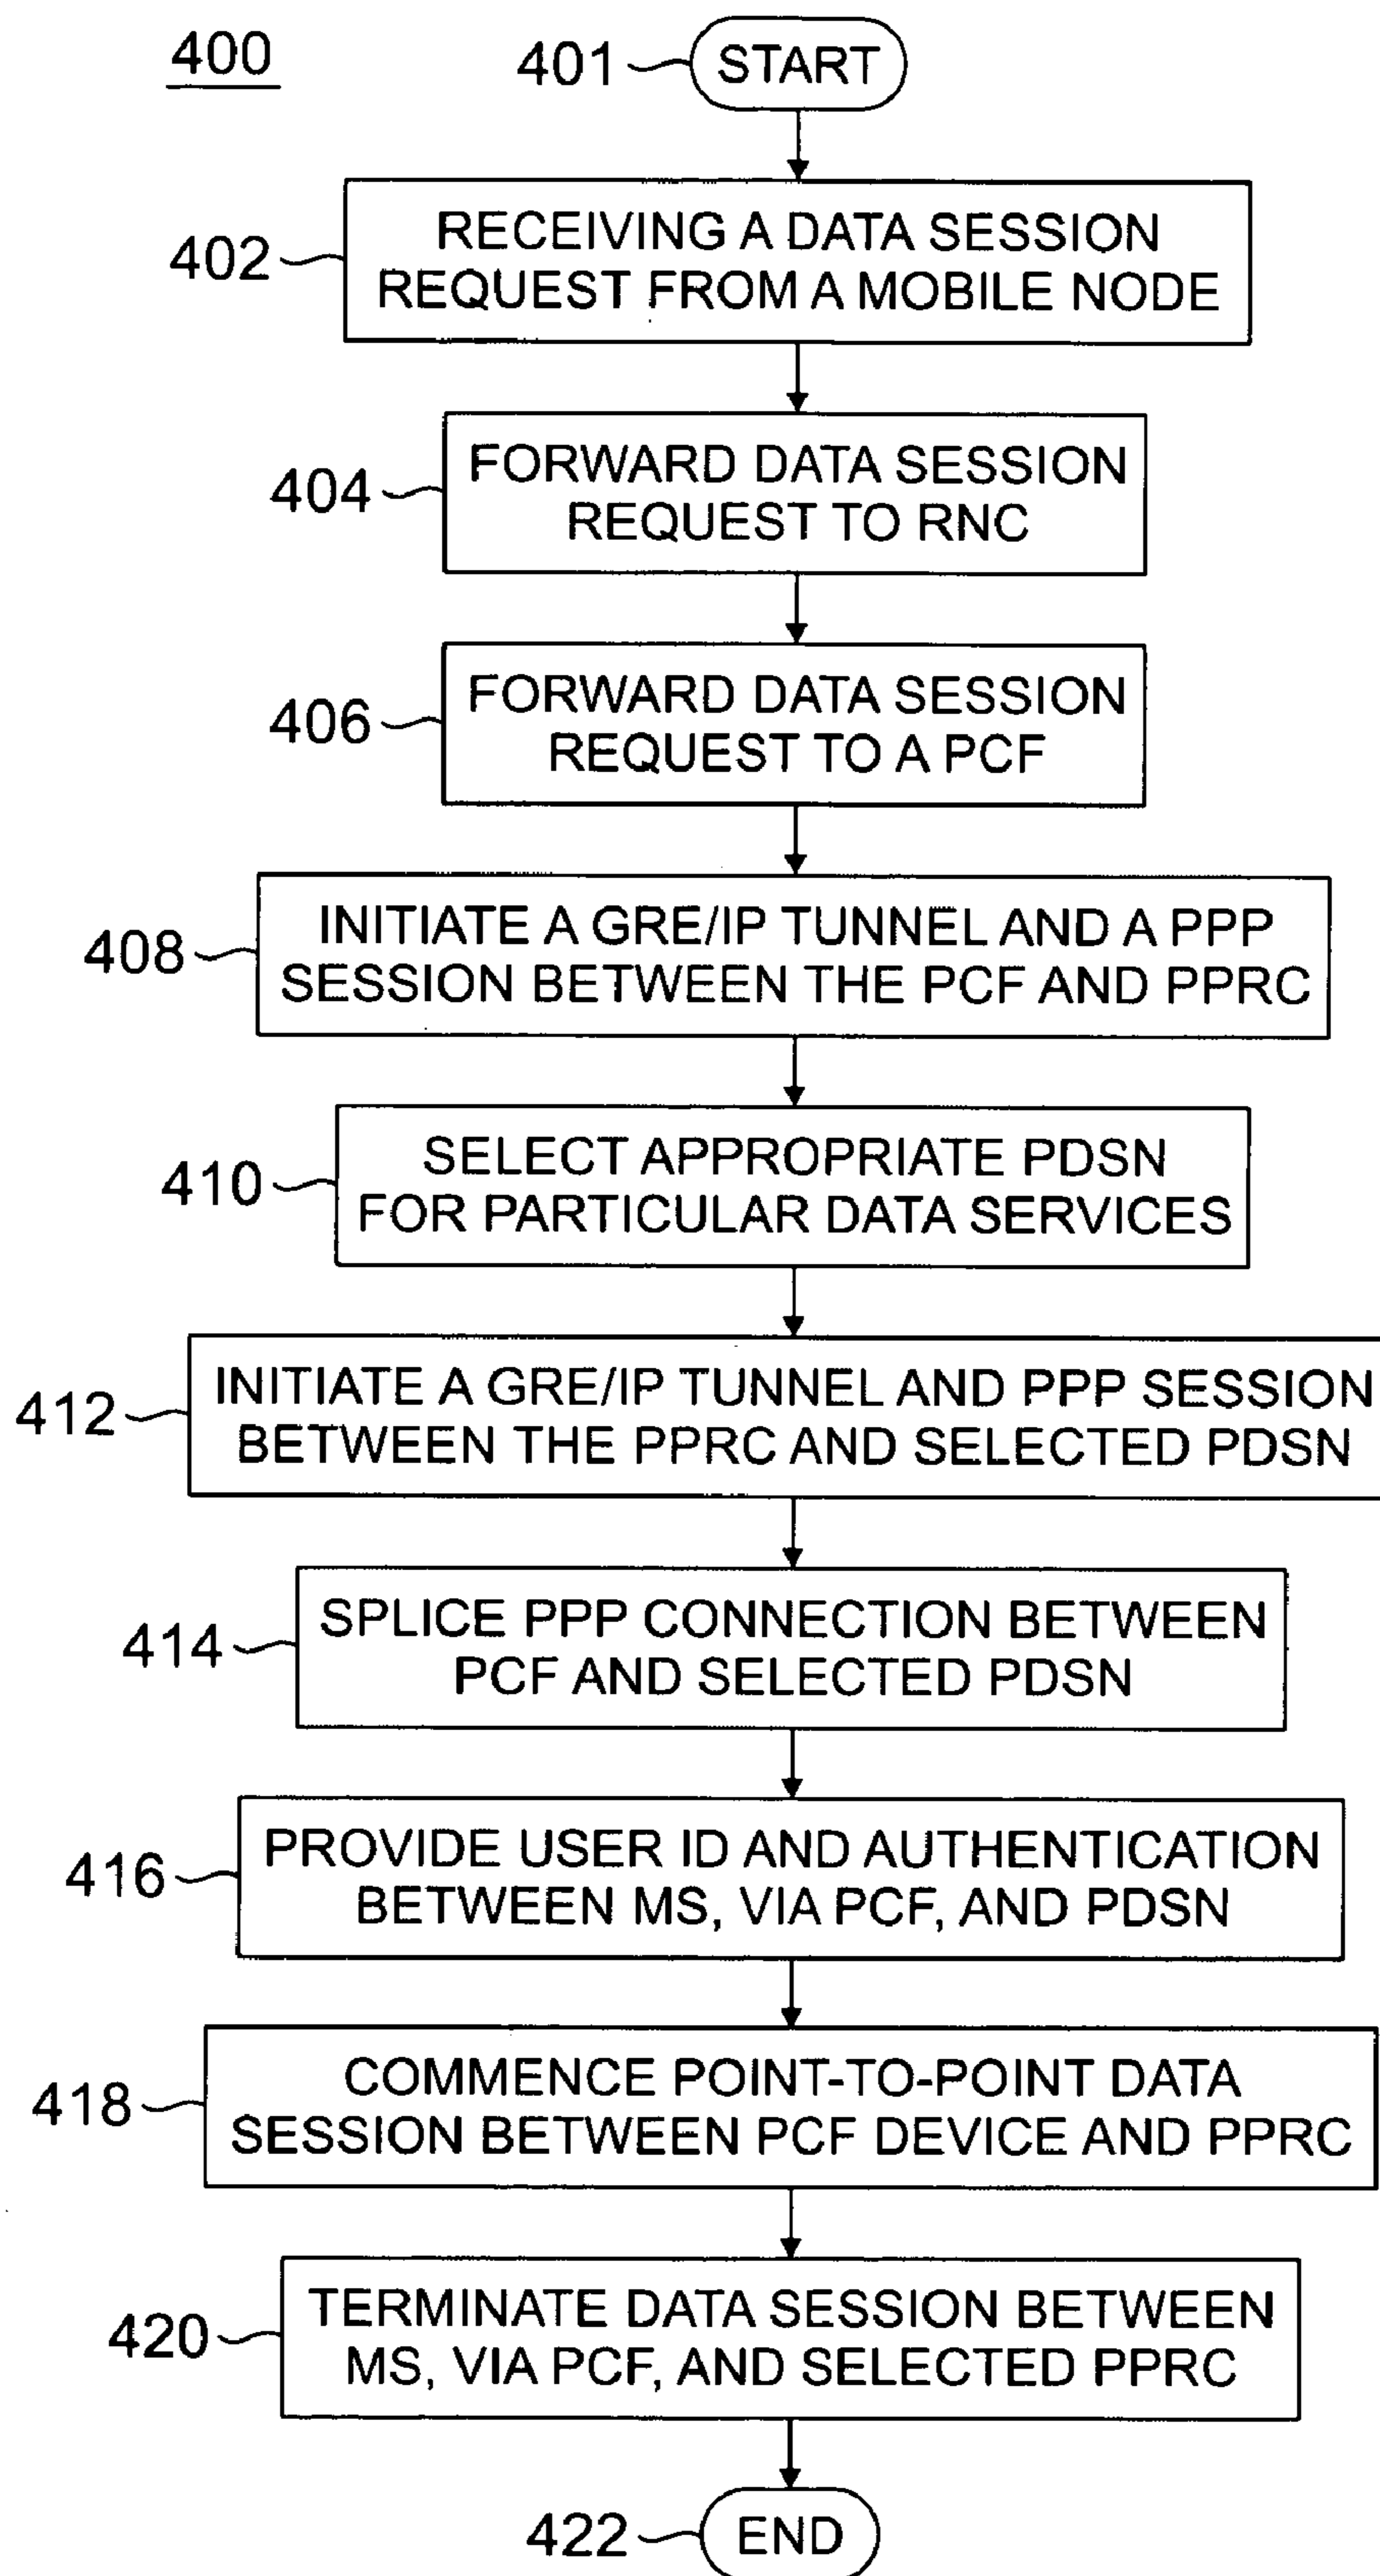 400
401
START
402
RECEIVING A DATA SESSION
REQUEST FROM A MOBILE NODE
404
FORWARD DATA SESSION
REQUEST TO RNC
406
FORWARD DATA SESSION
REQUEST TO A PCF
408
INITIATE A GRE/IP TUNNEL AND A PPP
SESSION BETWEEN THE PCF AND PPRC
410
SELECT APPROPRIATE PDSN
FOR PARTICULAR DATA SERVICES
412
INITIATE A GRE/IP TUNNEL AND PPP SESSION
BETWEEN THE PPRC AND SELECTED PDSN
414
SPLICE PPP CONNECTION BETWEEN
PCF AND SELECTED PDSN
416
PROVIDE USER ID AND AUTHENTICATION
BETWEEN MS, VIA PCF, AND PDSN
418
COMMENCE POINT-TO-POINT DATA
SESSION BETWEEN PCF DEVICE AND PPRC
420
TERMINATE DATA SESSION BETWEEN
MS, VIA PCF, AND SELECTED PPRC
422
END